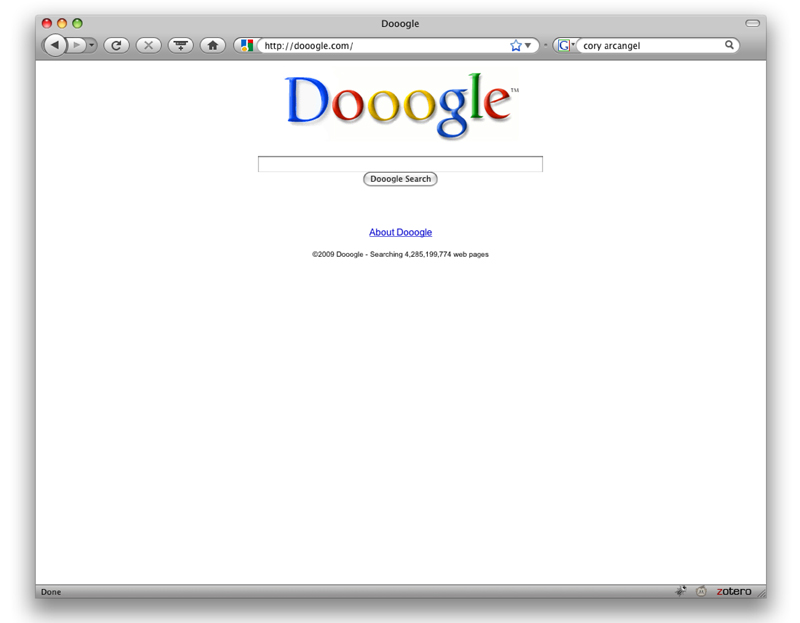 Dooogle
http://dooogle.com/
cory arcangel
Dooogle™
Dooogle Search
About Dooogle
©2009 Dooogle - Searching 4,285,199,774 web pages
Done
zotero